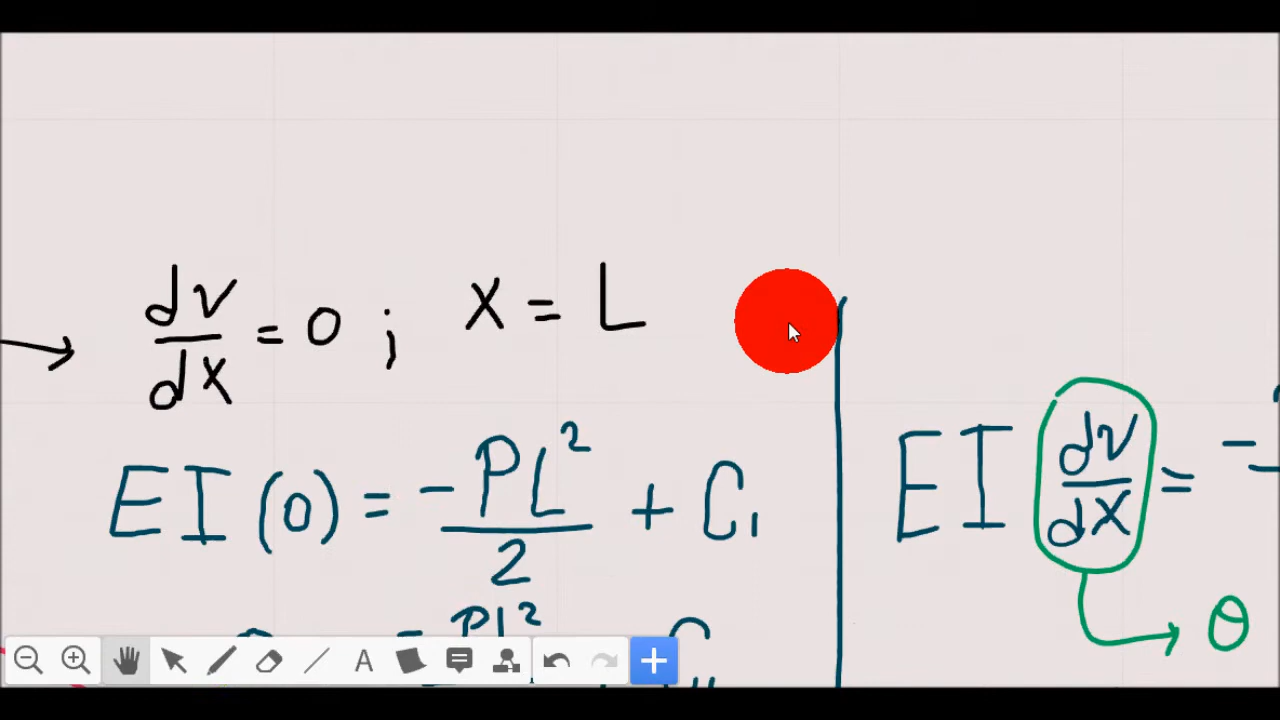 dv/dx = 0 ; x = L
EI (0) = -PL²/2 + C₁
EI dv/dx = -
θ
A